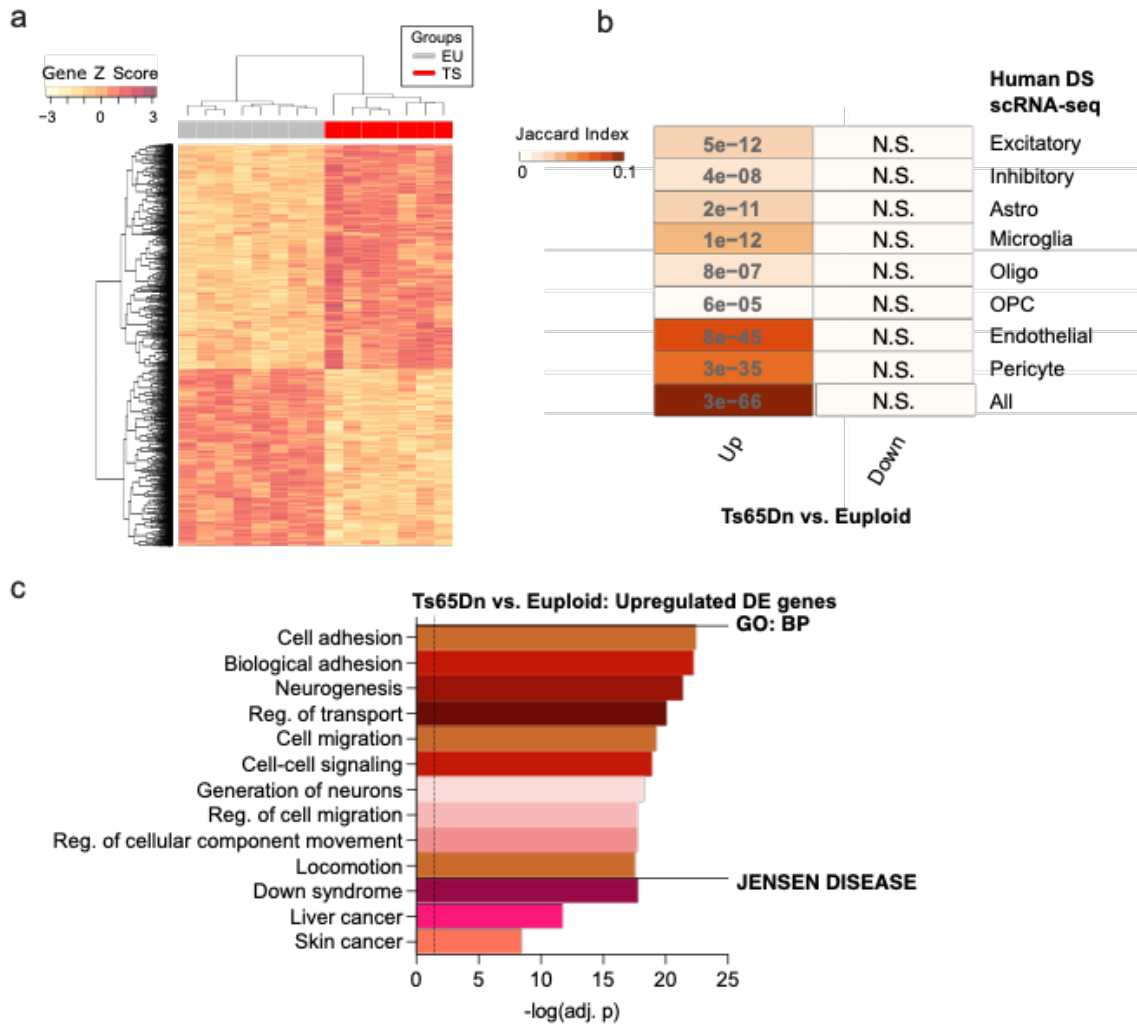 a
Groups
EU
TS
Gene Z Score
−3 0 3
b
Human DS
scRNA-seq
Jaccard Index
0 0.1
5e−12 N.S. Excitatory
4e−08 N.S. Inhibitory
2e−11 N.S. Astro
1e−12 N.S. Microglia
8e−07 N.S. Oligo
6e−05 N.S. OPC
8e−45 N.S. Endothelial
3e−35 N.S. Pericyte
3e−66 N.S. All
Up Down
Ts65Dn vs. Euploid
c
Ts65Dn vs. Euploid: Upregulated DE genes
GO: BP
Cell adhesion
Biological adhesion
Neurogenesis
Reg. of transport
Cell migration
Cell-cell signaling
Generation of neurons
Reg. of cell migration
Reg. of cellular component movement
Locomotion
JENSEN DISEASE
Down syndrome
Liver cancer
Skin cancer
0 5 10 15 20 25
-log(adj. p)